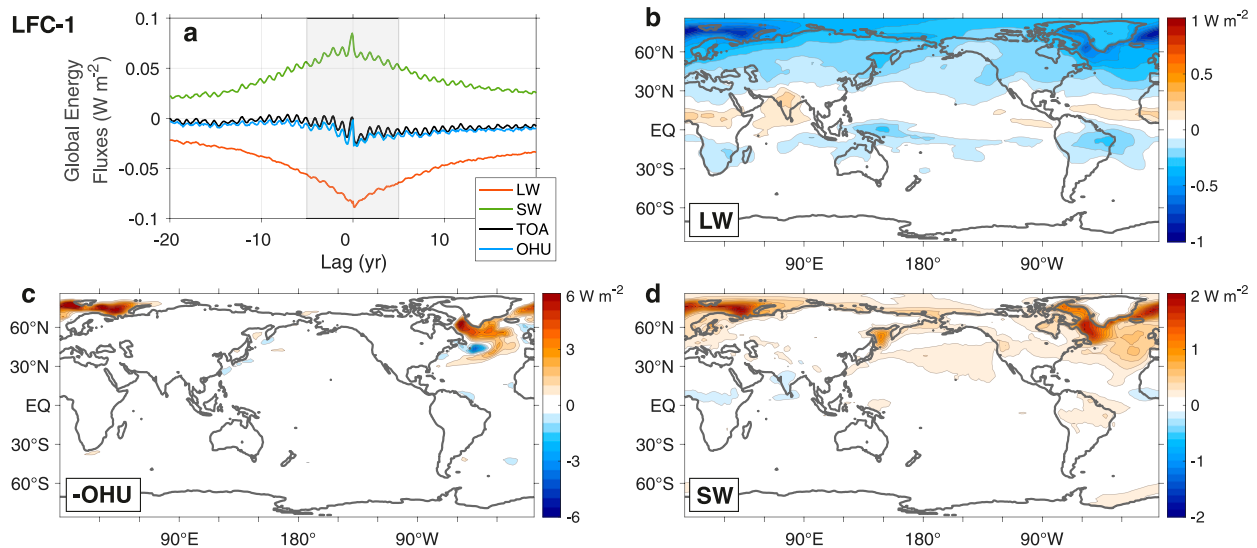 LFC-1
a
Global Energy
Fluxes (W m-2)
0.1
0.05
0
-0.05
-0.1
-20
-10
0
10
Lag (yr)
LW
SW
TOA
OHU
b
60°N
30°N
EQ
30°S
60°S
90°E
180°
90°W
LW
1 W m-2
0.5
0
-0.5
-1
c
60°N
30°N
EQ
30°S
60°S
90°E
180°
90°W
-OHU
6 W m-2
3
0
-3
-6
d
60°N
30°N
EQ
30°S
60°S
90°E
180°
90°W
SW
2 W m-2
1
0
-1
-2